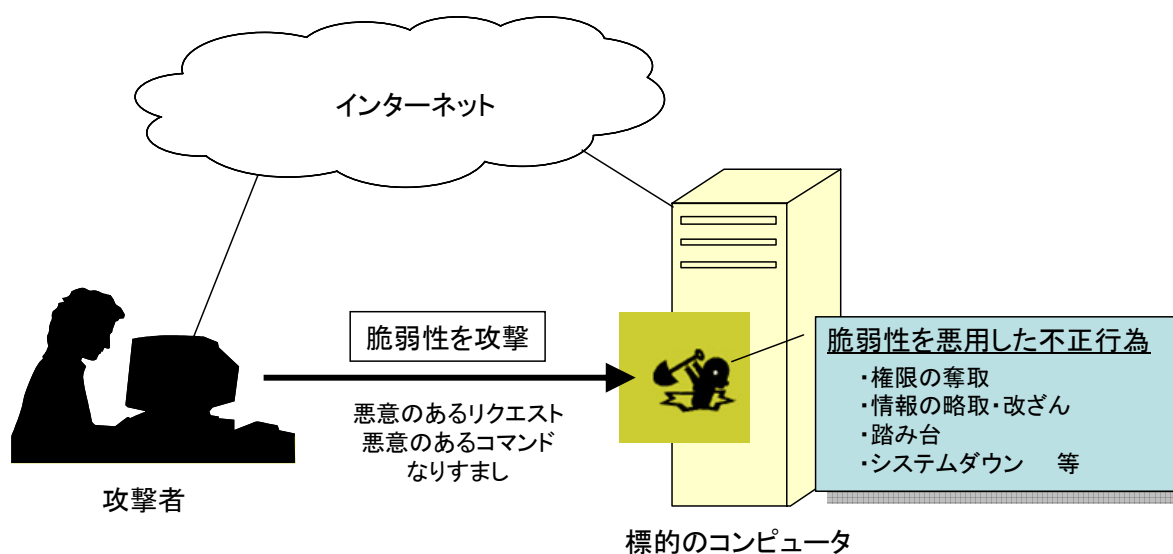 インターネット
脆弱性を攻撃
悪意のあるリクエスト
悪意のあるコマンド
なりすまし
攻撃者
脆弱性を悪用した不正行為
・権限の奪取
・情報の略取・改ざん
・踏み台
・システムダウン　等
標的のコンピュータ